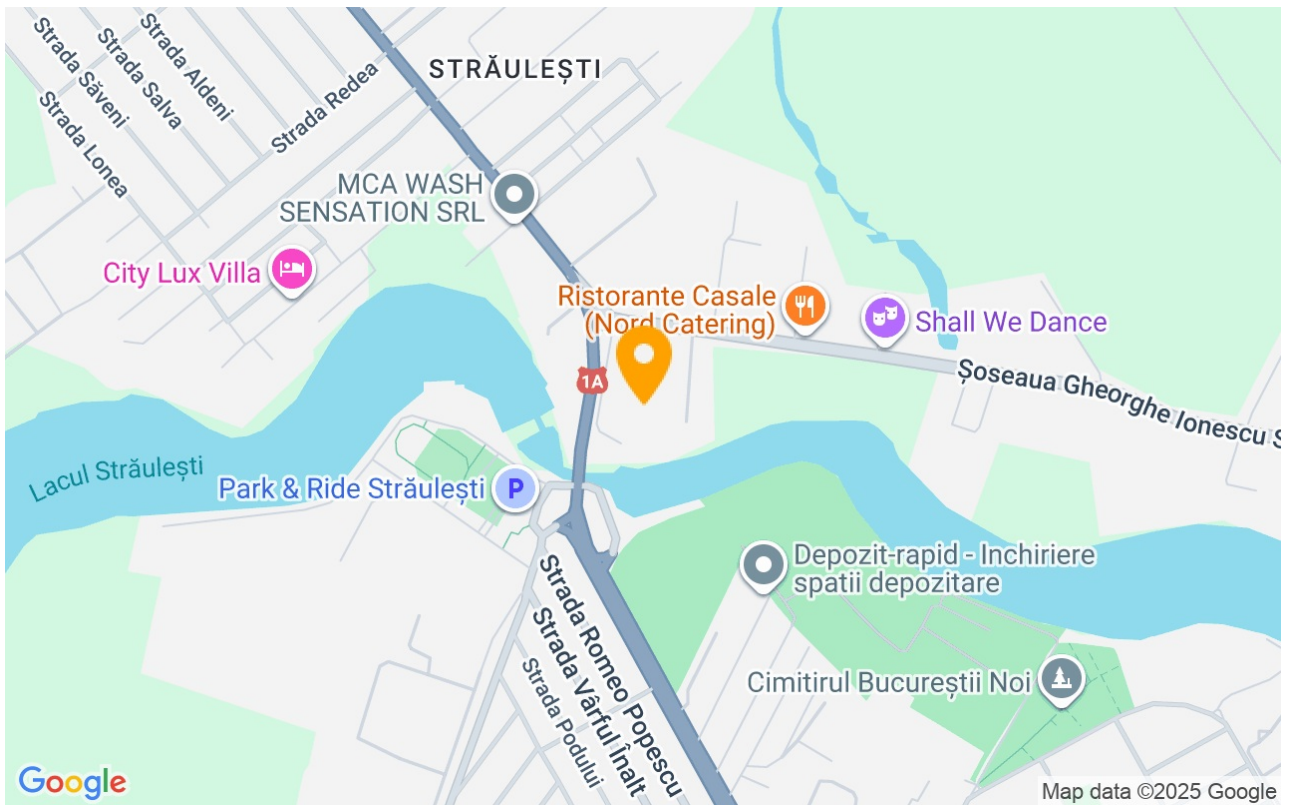 Strada Aldeni
Strada Salva
Strada Săveni
Strada Lonea
Strada Redea
STRĂULEȘTI
MCA WASH
SENSATION SRL
City Lux Villa
Ristorante Casale
(Nord Catering)
Shall We Dance
1A
Șoseaua Gheorghe Ionescu S
Lacul Străulești
Park & Ride Străulești
P
Depozit-rapid - Inchiriere
spatii depozitare
Strada Romeo Popescu
Strada Vârful Înalt
Strada Podului
Cimitirul Bucureștii Noi
Google
Map data ©2025 Google